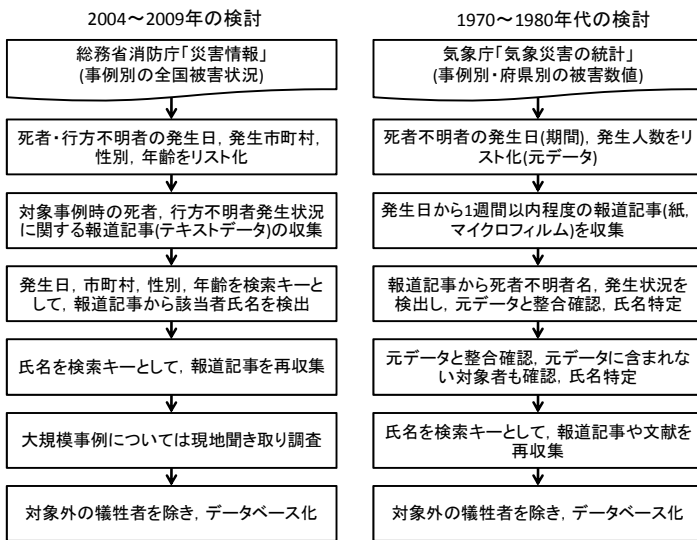 2004～2009年の検討
総務省消防庁「災害情報」
(事例別の全国被害状況)
死者・行方不明者の発生日，発生市町村，
性別，年齢をリスト化
対象事例時の死者，行方不明者発生状況
に関する報道記事(テキストデータ)の収集
発生日，市町村，性別，年齢を検索キーと
して，報道記事から該当者氏名を検出
氏名を検索キーとして，報道記事を再収集
大規模事例については現地聞き取り調査
対象外の犠牲者を除き，データベース化
1970～1980年代の検討
気象庁「気象災害の統計」
(事例別・府県別の被害数値)
死者不明者の発生日(期間)，発生人数をリ
スト化(元データ)
発生日から1週間以内程度の報道記事(紙，
マイクロフィルム)を収集
報道記事から死者不明者名，発生状況を
検出し，元データと整合確認，氏名特定
元データと整合確認，元データに含まれ
ない対象者も確認，氏名特定
氏名を検索キーとして，報道記事や文献を
再収集
対象外の犠牲者を除き，データベース化